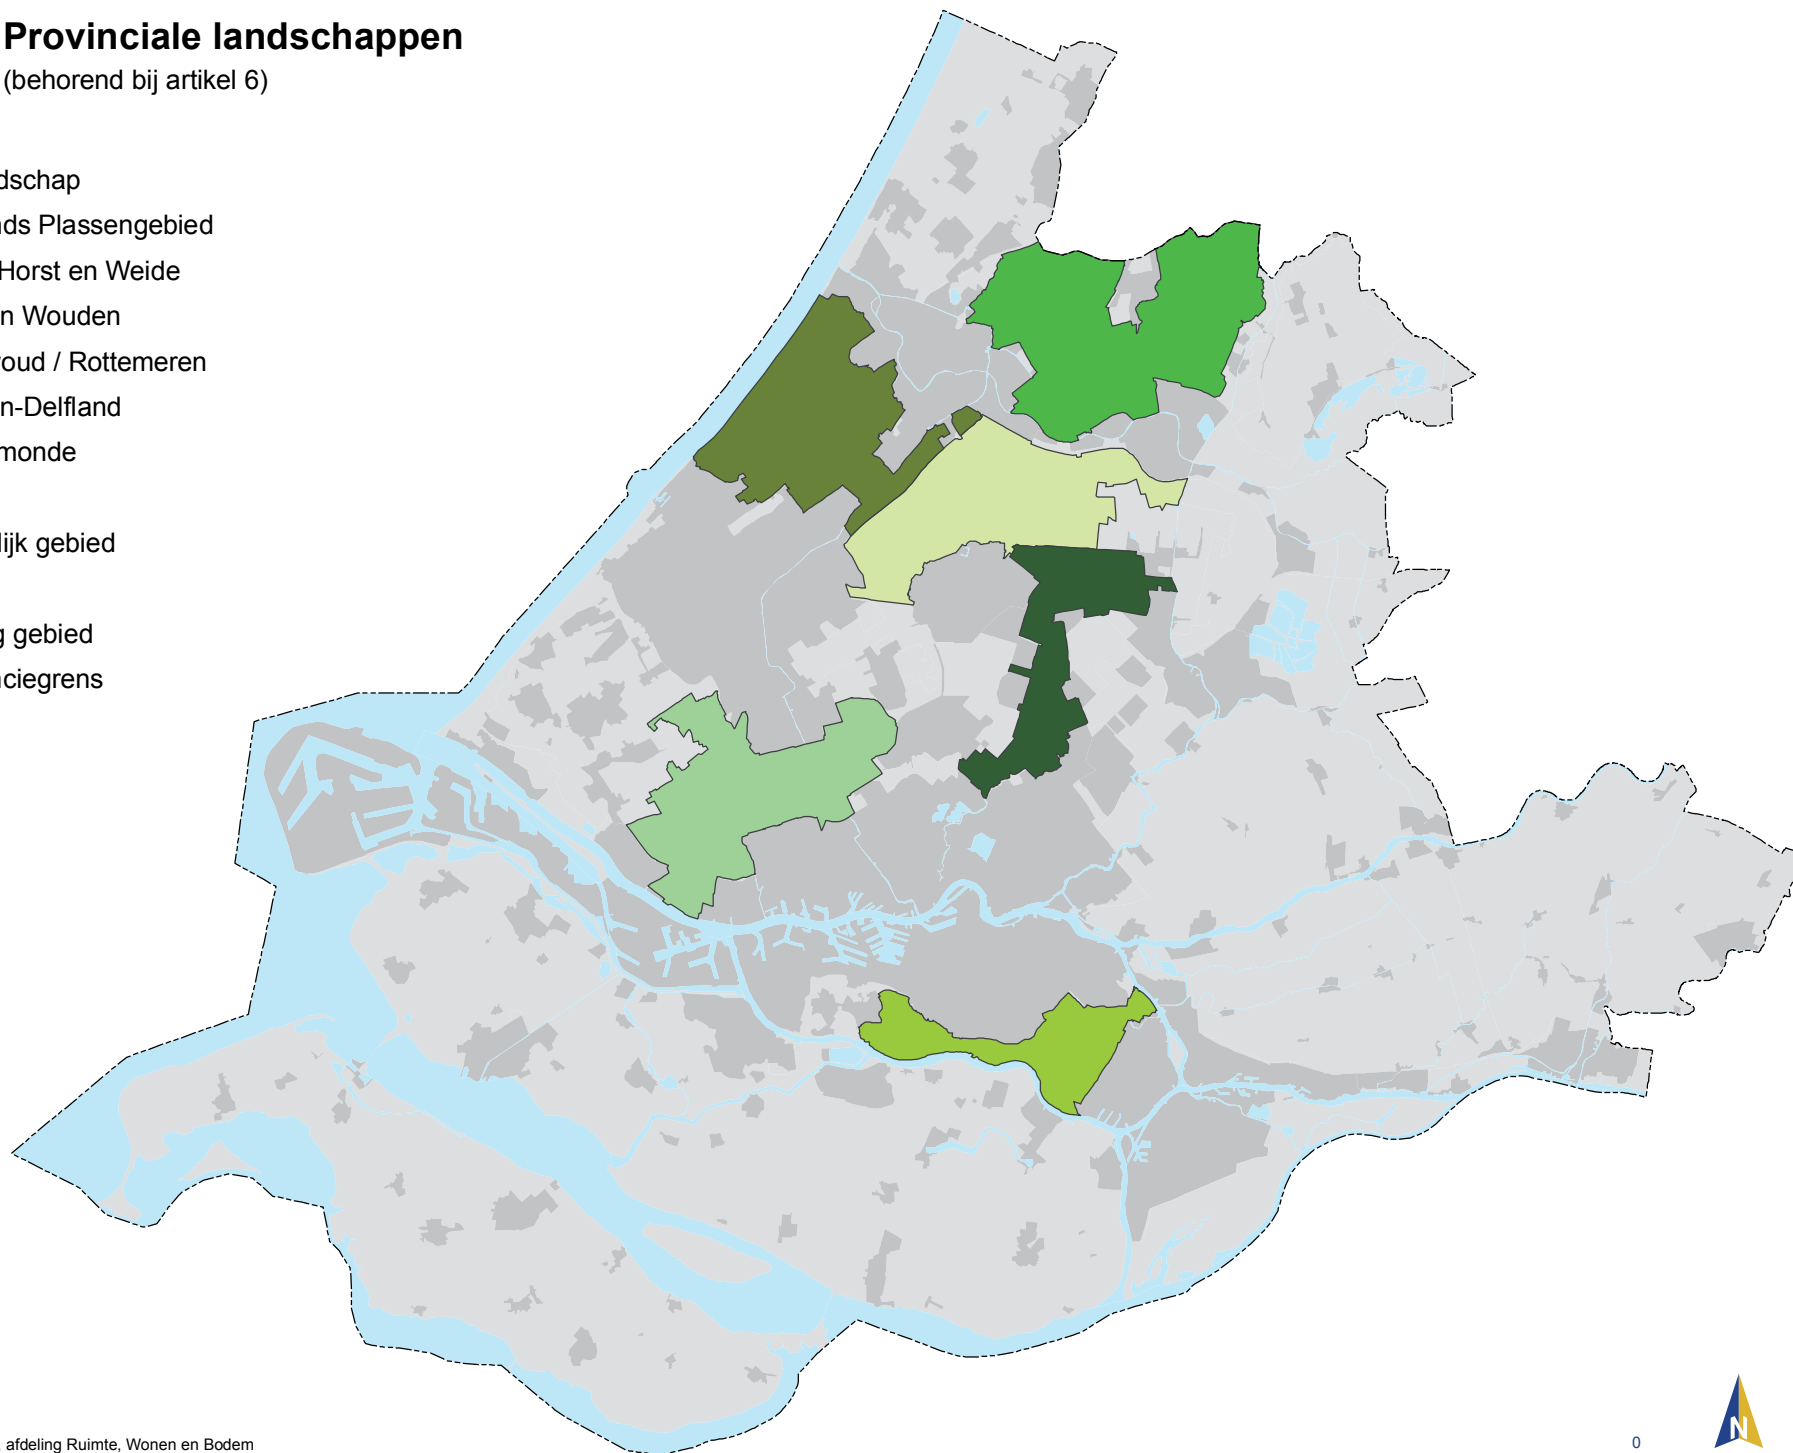 Provinciale landschappen
(behorend bij artikel 6)
dschap
ds Plassengebied
Horst en Weide
n Wouden
oud / Rottemeren
n-Delfland
monde
ijk gebied
g gebied
ciegrens
afdeling Ruimte, Wonen en Bodem
0
N